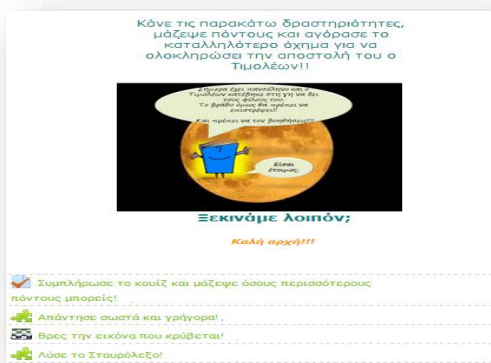 Κάνε τις παρακάτω δραστηριότητες,
μάζεψε πόντους και αγόρασε το
καταλληλότερο όχημα για να
ολοκληρώσει την αποστολή του ο
Τιμολέων!!
Σήμερα έχει πανσέληνο και ο
Τιμολέων κατέβηκε στη γη να δει
τους φίλους του.
Το βράδυ όμως θα πρέπει να
επιστρέψει!!
Και πρέπει να τον βοηθήσεις!!!
Είσαι
έτοιμος;
Ξεκινάμε λοιπόν;
Καλή αρχή!!!
Συμπλήρωσε το κουίζ και μάζεψε όσους περισσότερους
πόντους μπορείς!
Απάντησε σωστά και γρήγορα!
Βρες την εικόνα που κρύβεται!
Λύσε το Σταυρόλεξο!